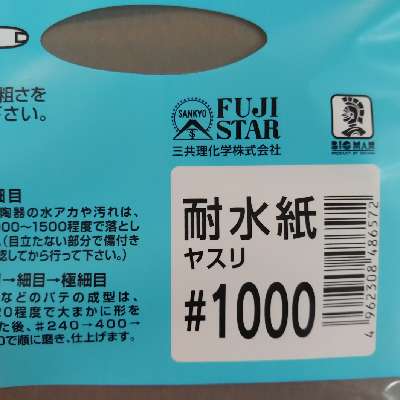 粗さを
さい。
SANKYO
FUJI
STAR
三共理化学株式会社
BIGMAN
細目
陶器の水アカや汚れは、
00〜1500程度で落とし
。(目立たない部分で傷付き
認してから行って下さい。)
→細目→極細目
などのパテの成型は、
20程度で大まかに形を
た後、#240→400→
0で順に磨き、仕上げます。
耐水紙
ヤスリ
#1000
4 962308 486572